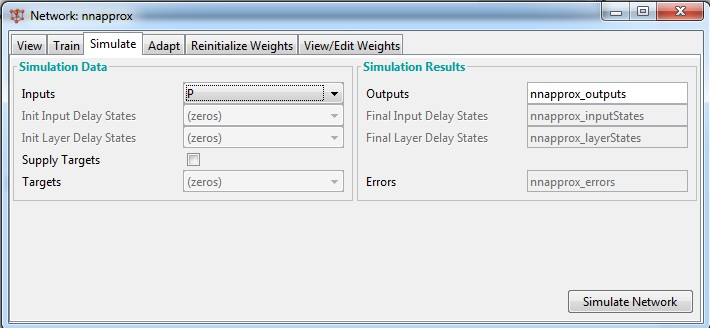 Network: nnapprox
View Train Simulate Adapt Reinitialize Weights View/Edit Weights
Simulation Data
Inputs P
Init Input Delay States (zeros)
Init Layer Delay States (zeros)
Supply Targets
Targets (zeros)
Simulation Results
Outputs nnapprox_outputs
Final Input Delay States nnapprox_inputStates
Final Layer Delay States nnapprox_layerStates
Errors nnapprox_errors
Simulate Network